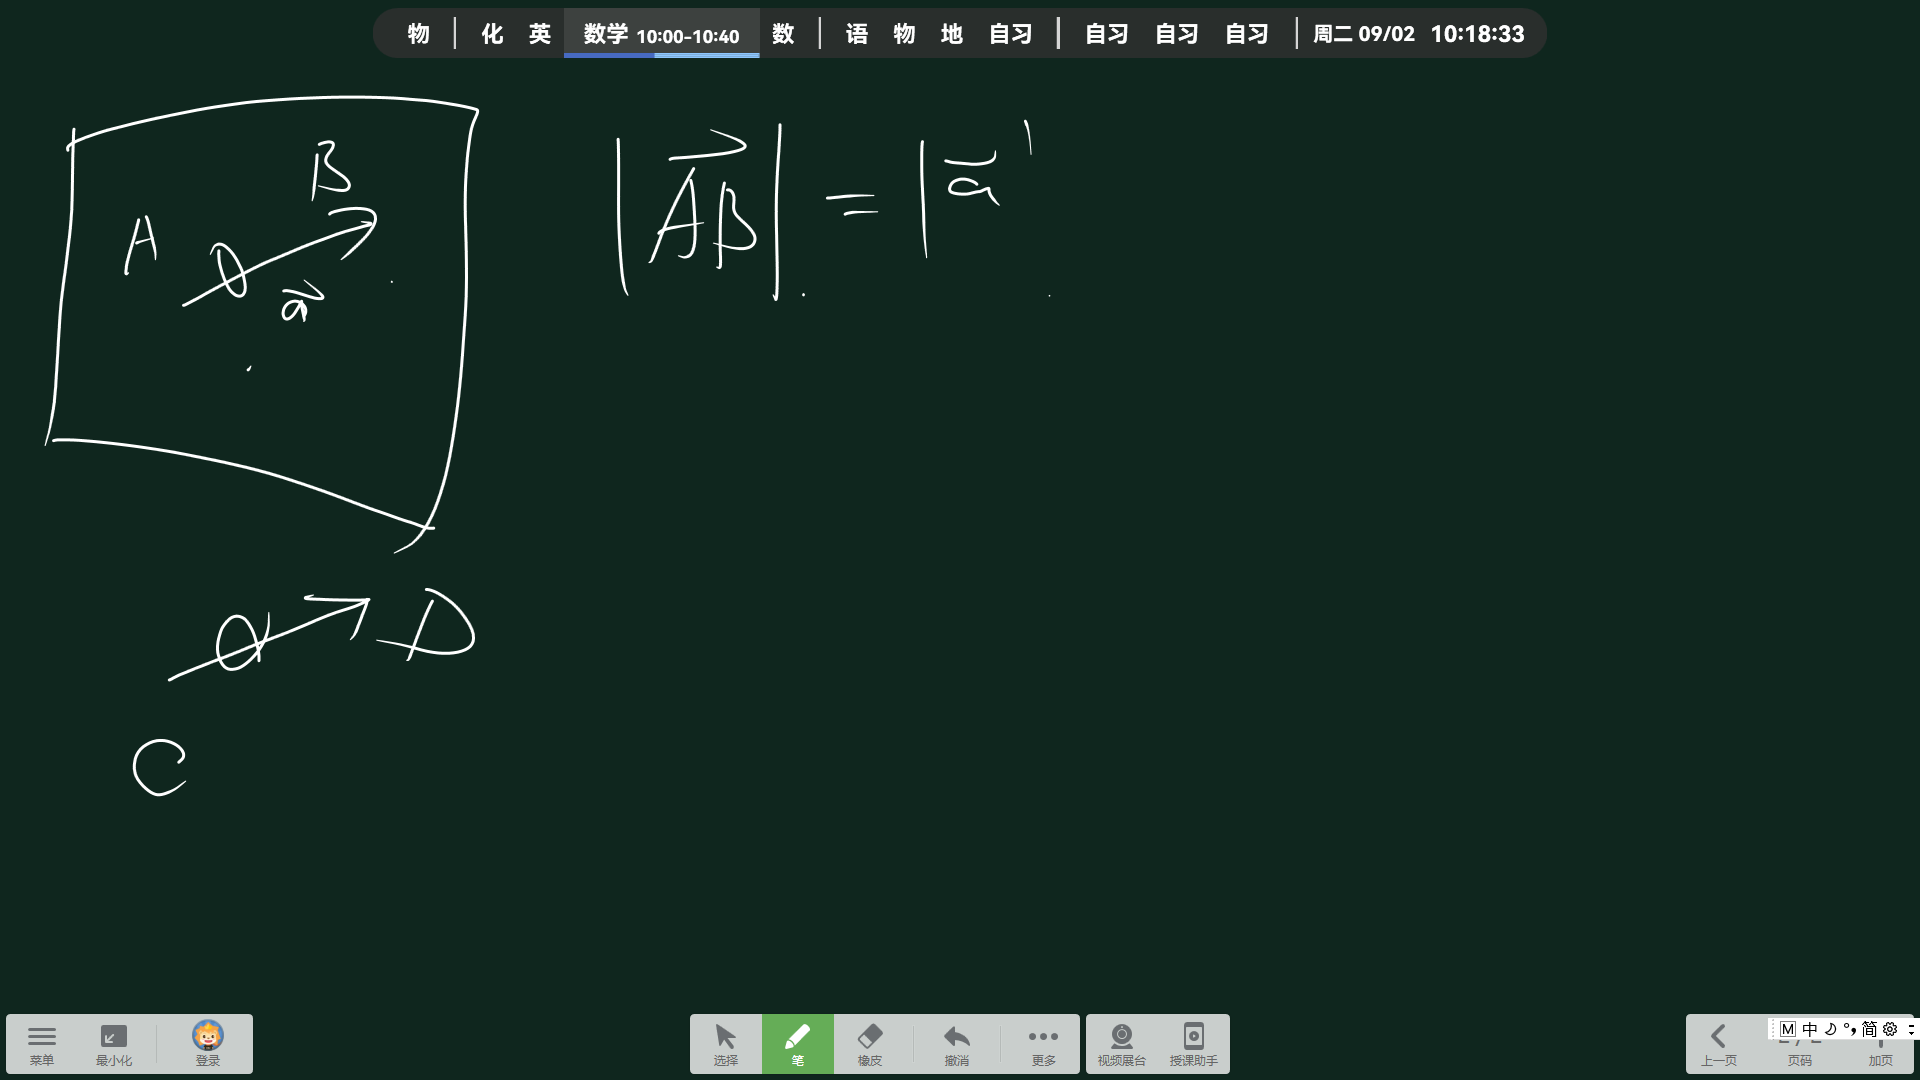 物 | 化 英 数学 10:00-10:40 数 | 语 物 地 自习 | 自习 自习 自习 | 周二 09/02 10:18:33
B
A
a
|AB| = |a|
a
D
C
菜单 最小化 登录 选择 笔 橡皮 撤消 更多 视频展台 授课助手 上一页 页码 加页
M 中 简